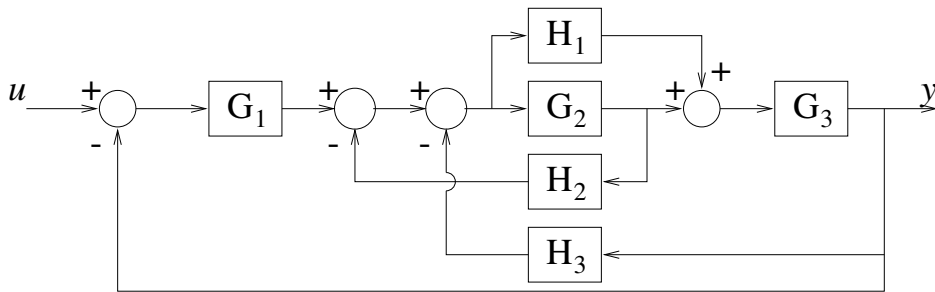 H₁
+ + + + +
u G₁ G₂ G₃ y
- - -
H₂
H₃